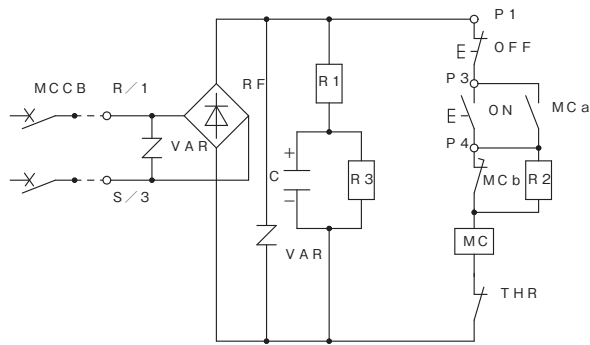 P1
OFF
MCCB
R/1
RF
R1
P3
E
E
ON
MCa
VAR
P4
+
C
−
R3
MCb
R2
S/3
VAR
MC
THR